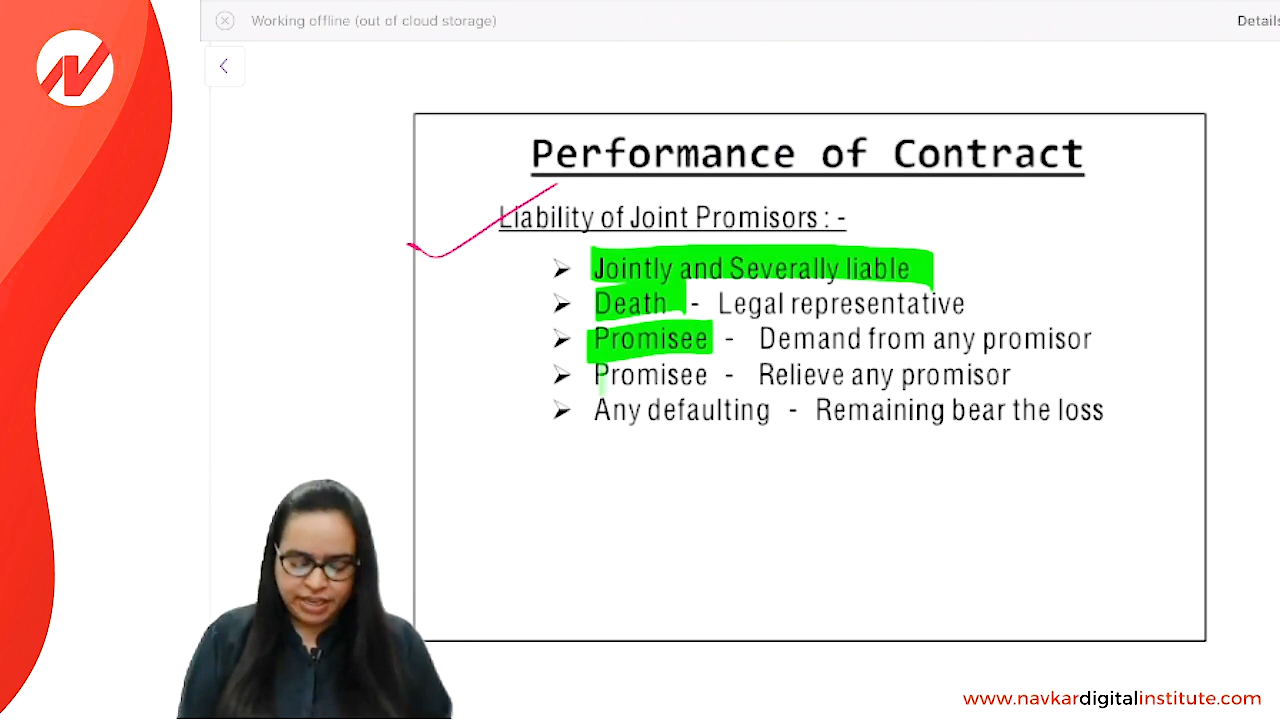 Working offline (out of cloud storage)
Details
Performance of Contract
Liability of Joint Promisors : -
➢ Jointly and Severally liable
➢ Death - Legal representative
➢ Promisee - Demand from any promisor
➢ Promisee - Relieve any promisor
➢ Any defaulting - Remaining bear the loss
www.navkardigitalinstitute.com